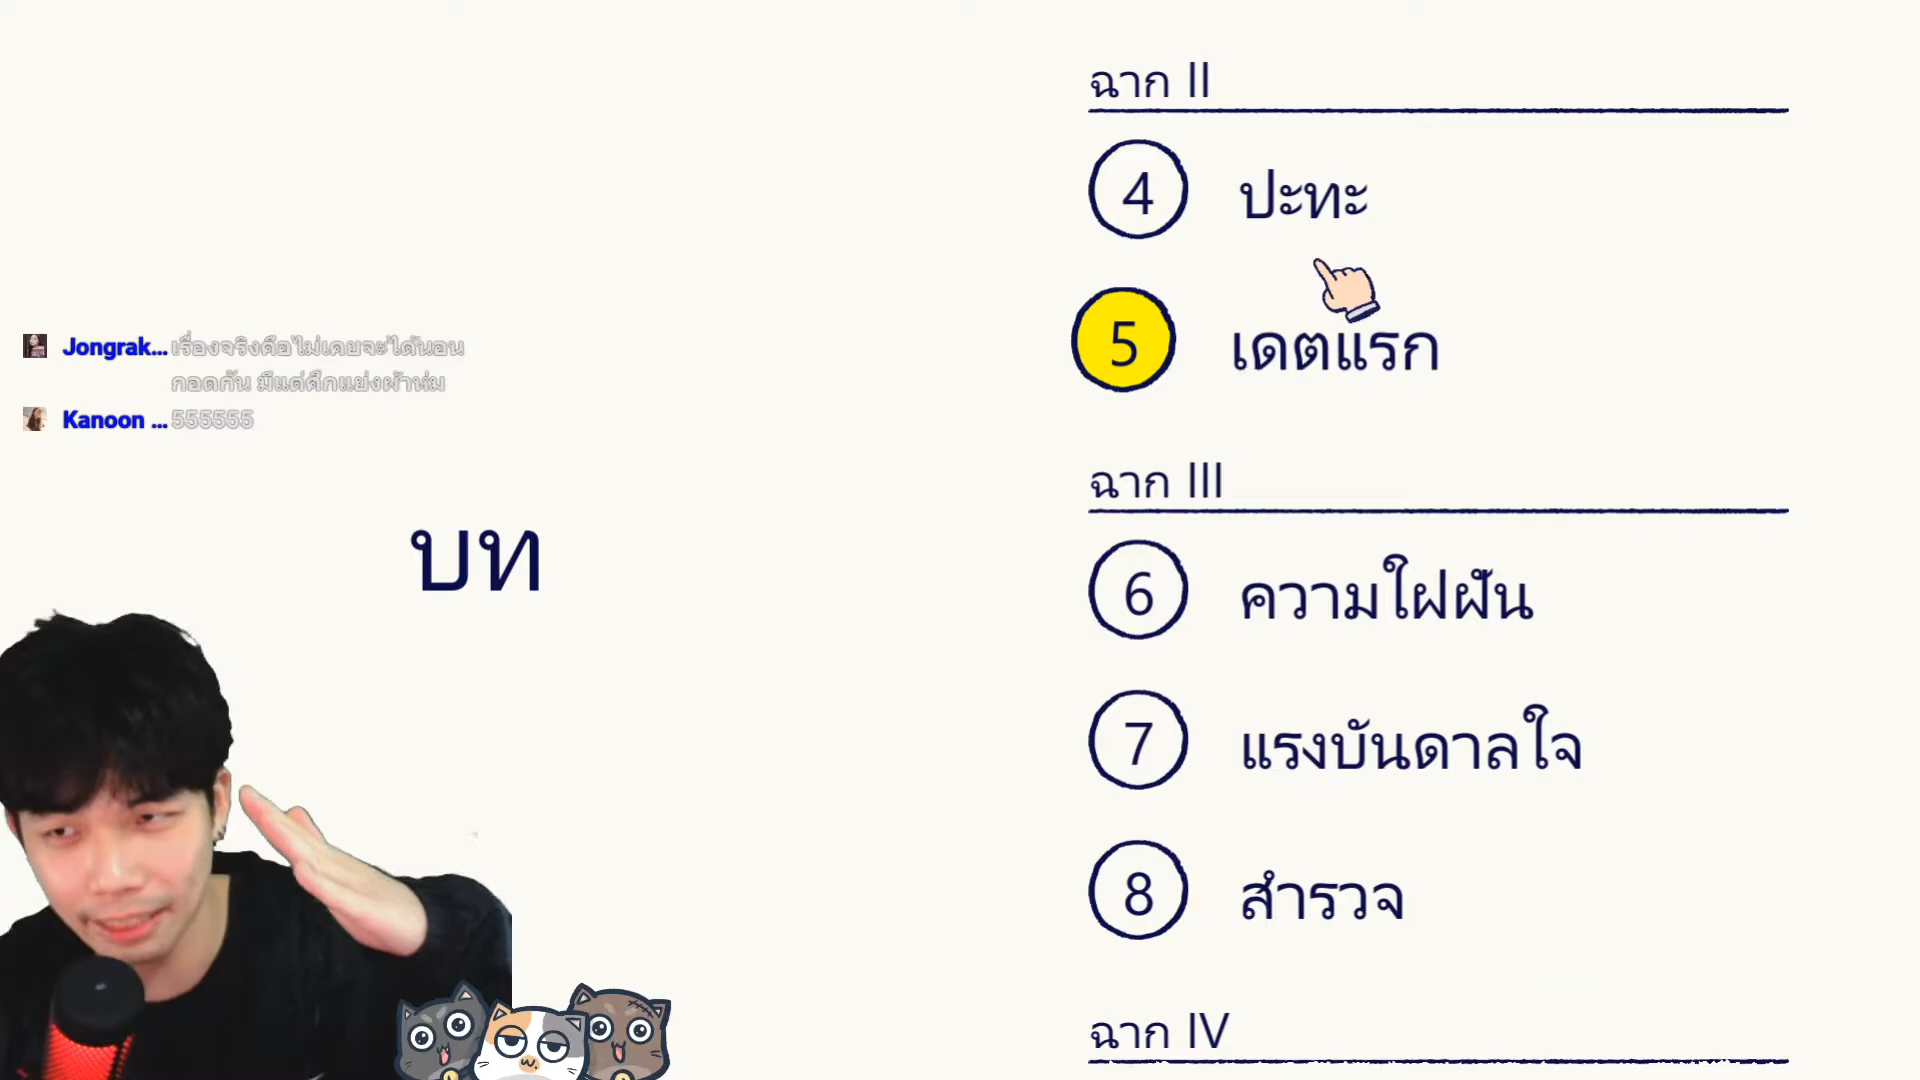 ฉาก II
4 ปะทะ
5 เดตแรก
Jongrak... เรื่องจริงคือไม่เคยจะได้นอน
กอดกัน มีแต่ศึกแย่งผ้าห่ม
Kanoon ... 555555
บท
ฉาก III
6 ความใฝ่ฝัน
7 แรงบันดาลใจ
8 สำรวจ
ฉาก IV